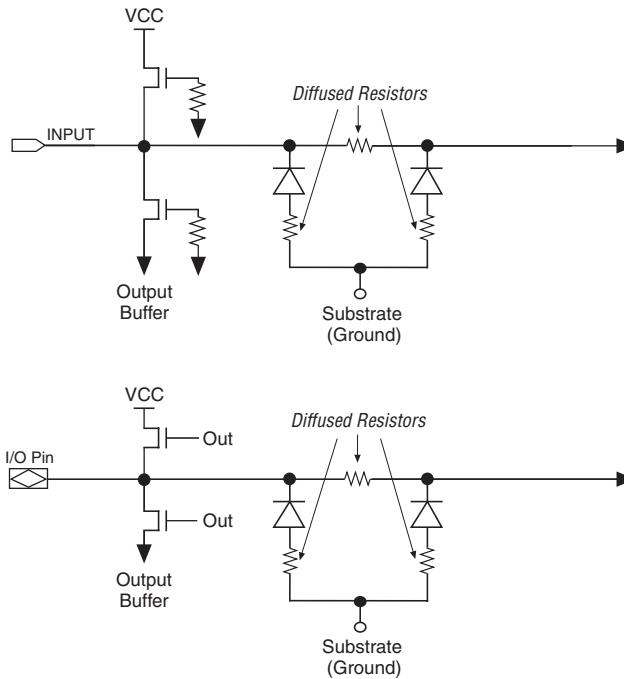 VCC
Diffused Resistors
INPUT
Output
Buffer
Substrate
(Ground)
VCC
Diffused Resistors
Out
I/O Pin
Out
Output
Buffer
Substrate
(Ground)